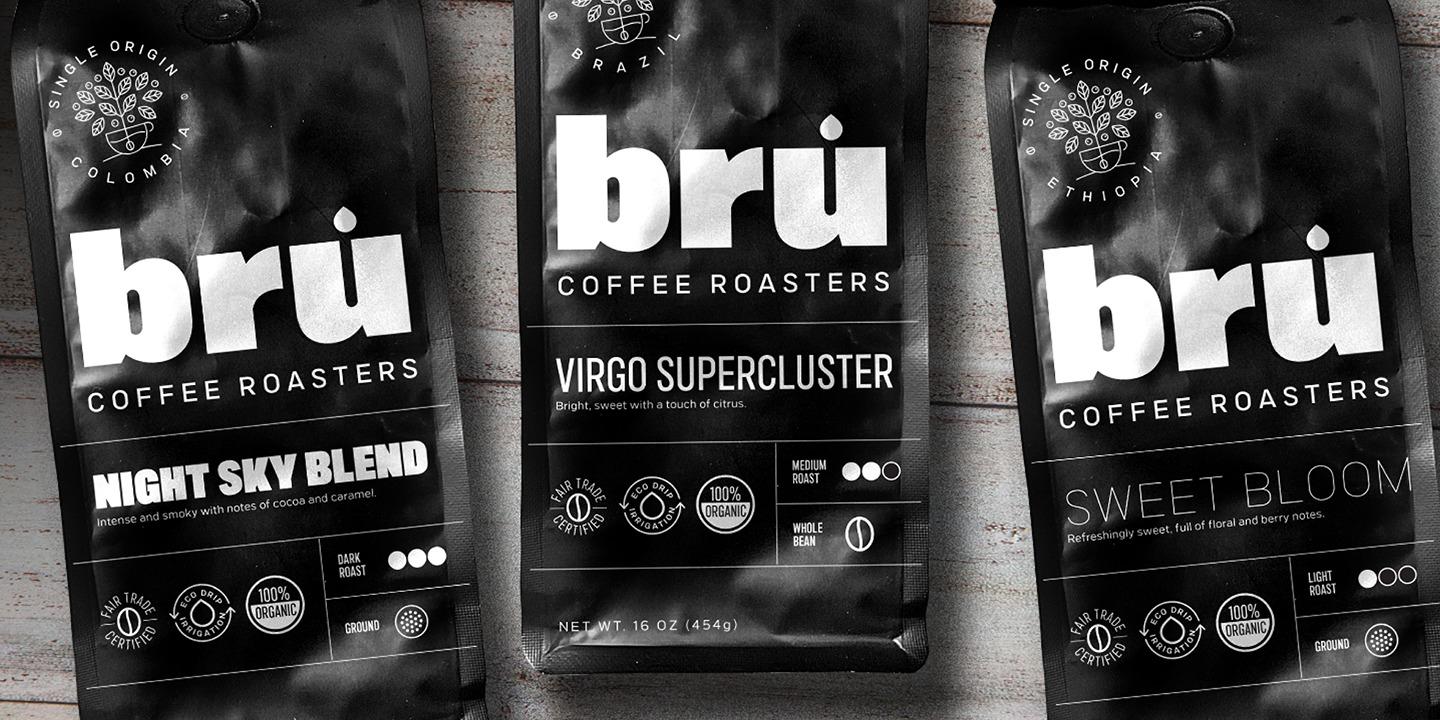 SINGLE ORIGIN
COLOMBIA
bru̇
COFFEE ROASTERS
NIGHT SKY BLEND
Intense and smoky with notes of cocoa and caramel.
FAIR TRADE
CERTIFIED
ECO DRIP
IRRIGATION
100%
ORGANIC
DARK
ROAST
GROUND
BRAZIL
bru̇
COFFEE ROASTERS
VIRGO SUPERCLUSTER
Bright, sweet with a touch of citrus.
FAIR TRADE
CERTIFIED
ECO DRIP
IRRIGATION
100%
ORGANIC
MEDIUM
ROAST
WHOLE
BEAN
NET WT. 16 OZ (454g)
SINGLE ORIGIN
ETHIOPIA
bru̇
COFFEE ROASTERS
SWEET BLOOM
Refreshingly sweet, full of floral and berry notes.
FAIR TRADE
CERTIFIED
ECO DRIP
IRRIGATION
100%
ORGANIC
LIGHT
ROAST
GROUND